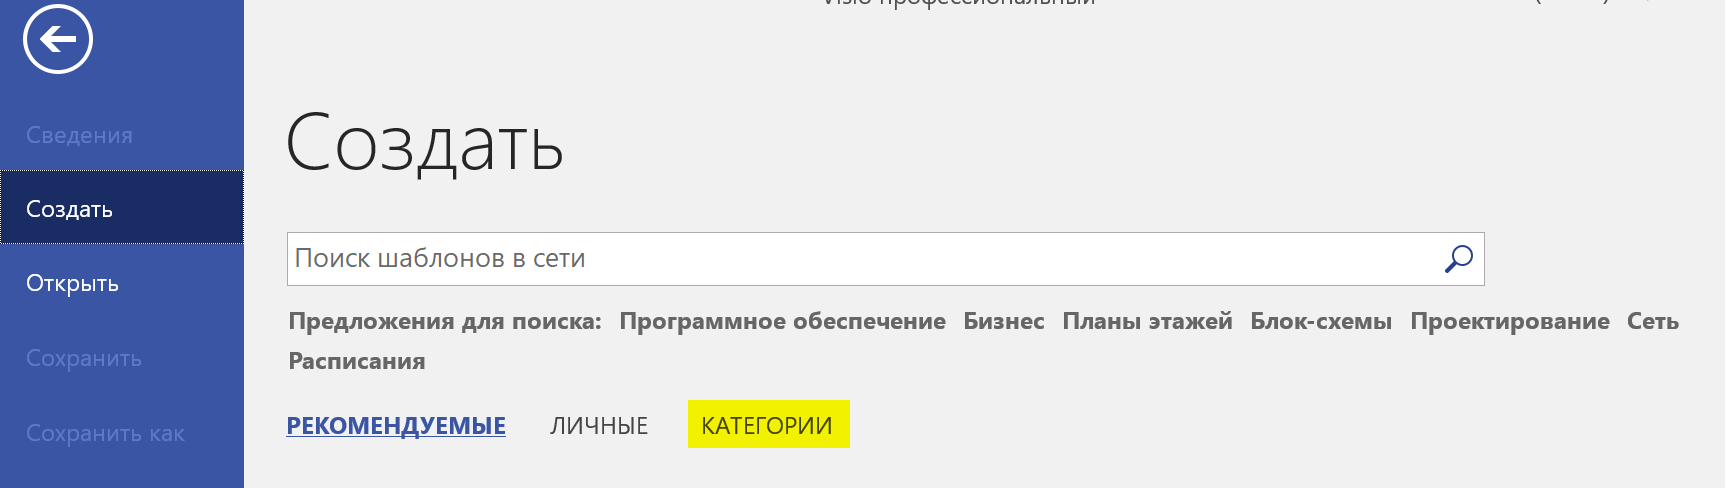 Visio профессиональный
Сведения
Создать
Открыть
Сохранить
Сохранить как
Создать
Поиск шаблонов в сети
Предложения для поиска: Программное обеспечение Бизнес Планы этажей Блок-схемы Проектирование Сеть
Расписания
РЕКОМЕНДУЕМЫЕ ЛИЧНЫЕ КАТЕГОРИИ